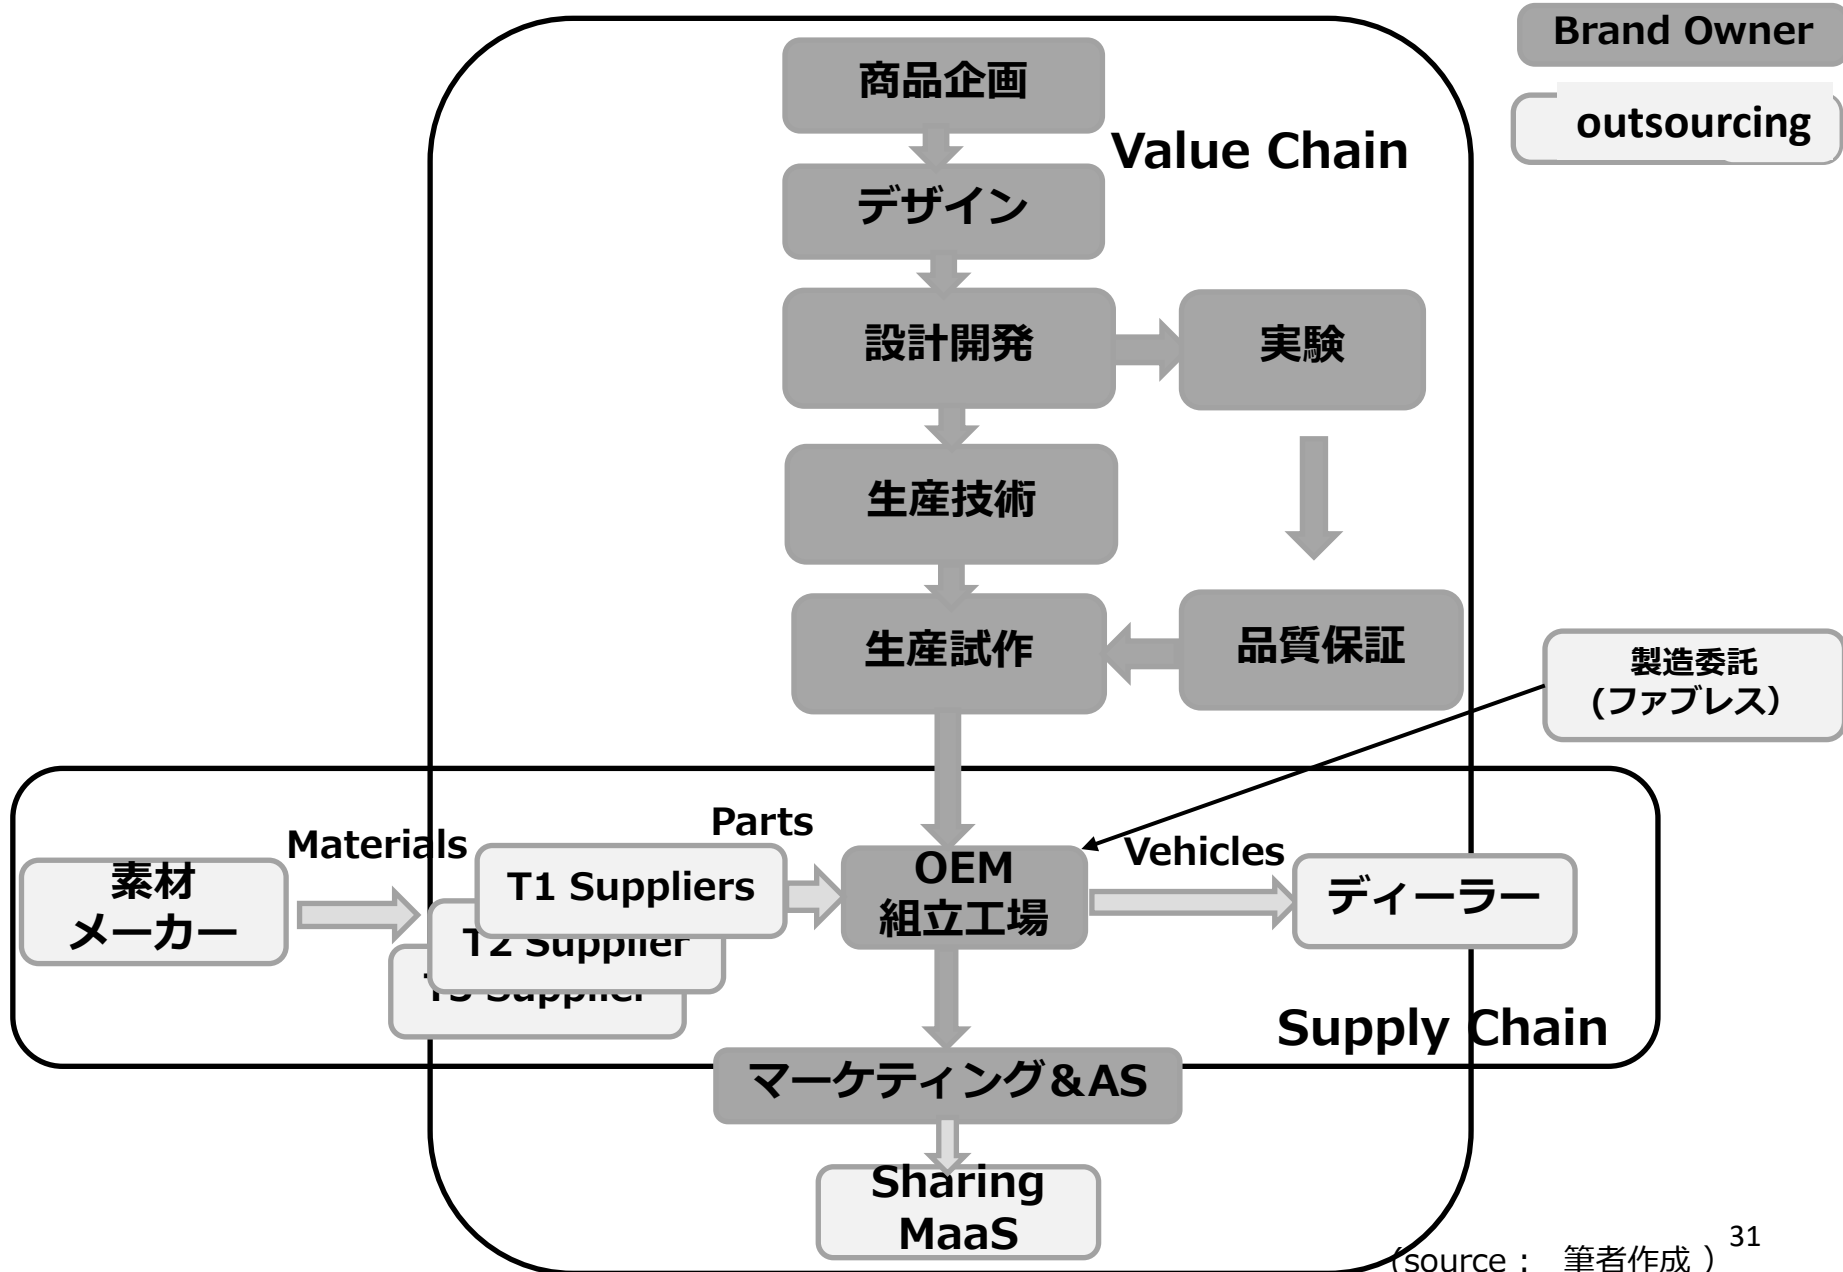 Brand Owner
outsourcing
Value Chain
商品企画
デザイン
設計開発
実験
生産技術
生産試作
品質保証
製造委託
(ファブレス）
Materials
Parts
Vehicles
素材
メーカー
T1 Suppliers
T2 Supplier
T3 Supplier
OEM
組立工場
ディーラー
Supply Chain
マーケティング＆AS
Sharing
MaaS
(source： 筆者作成 ）
31